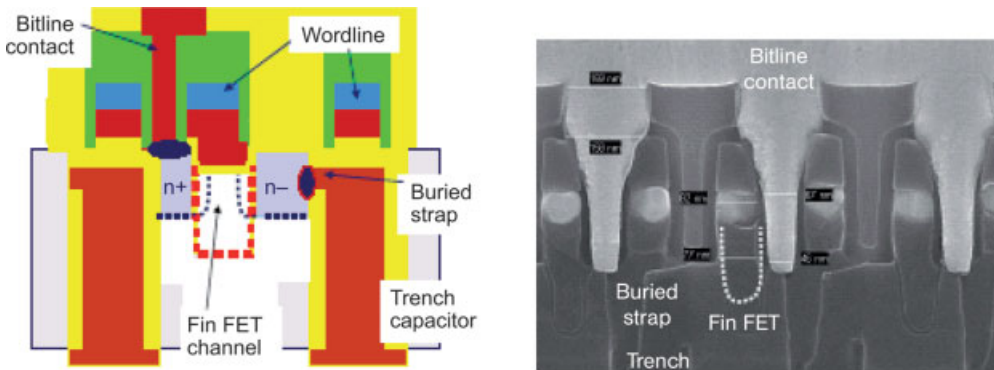 Bitline
contact
Wordline
n+
n–
Buried
strap
Fin FET
channel
Trench
capacitor
Bitline
contact
Buried
strap
Fin FET
Trench